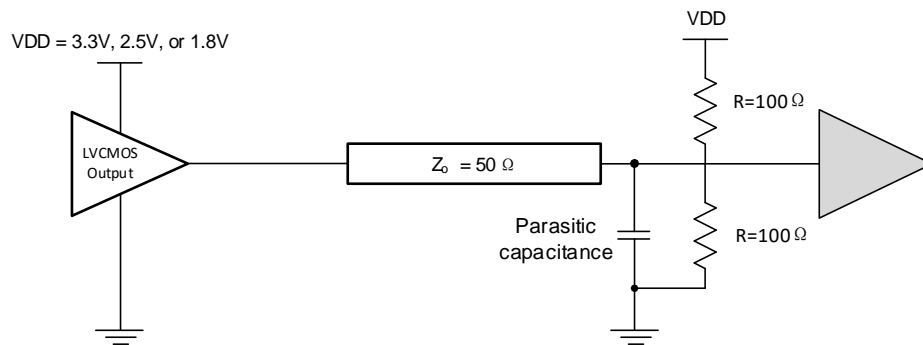 VDD = 3.3V, 2.5V, or 1.8V
VDD
R=100 Ω
LVCMOS
Output
Zo = 50 Ω
Parasitic
capacitance
R=100 Ω